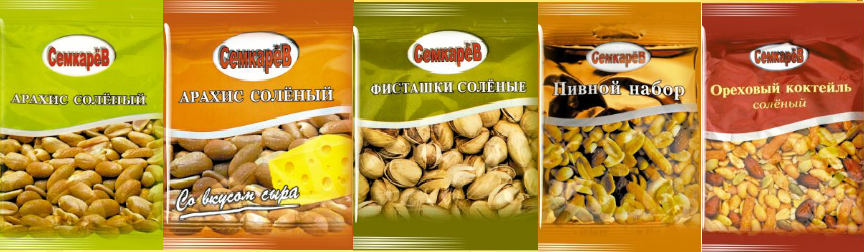 СемкарёВ
АРАХИС СОЛЁНЫЙ
СемкарёВ
АРАХИС СОЛЁНЫЙ
Со вкусом сыра
СемкарёВ
ФИСТАШКИ СОЛЁНЫЕ
СемкарёВ
Пивной набор
СемкарёВ
Ореховый коктейль
солёный